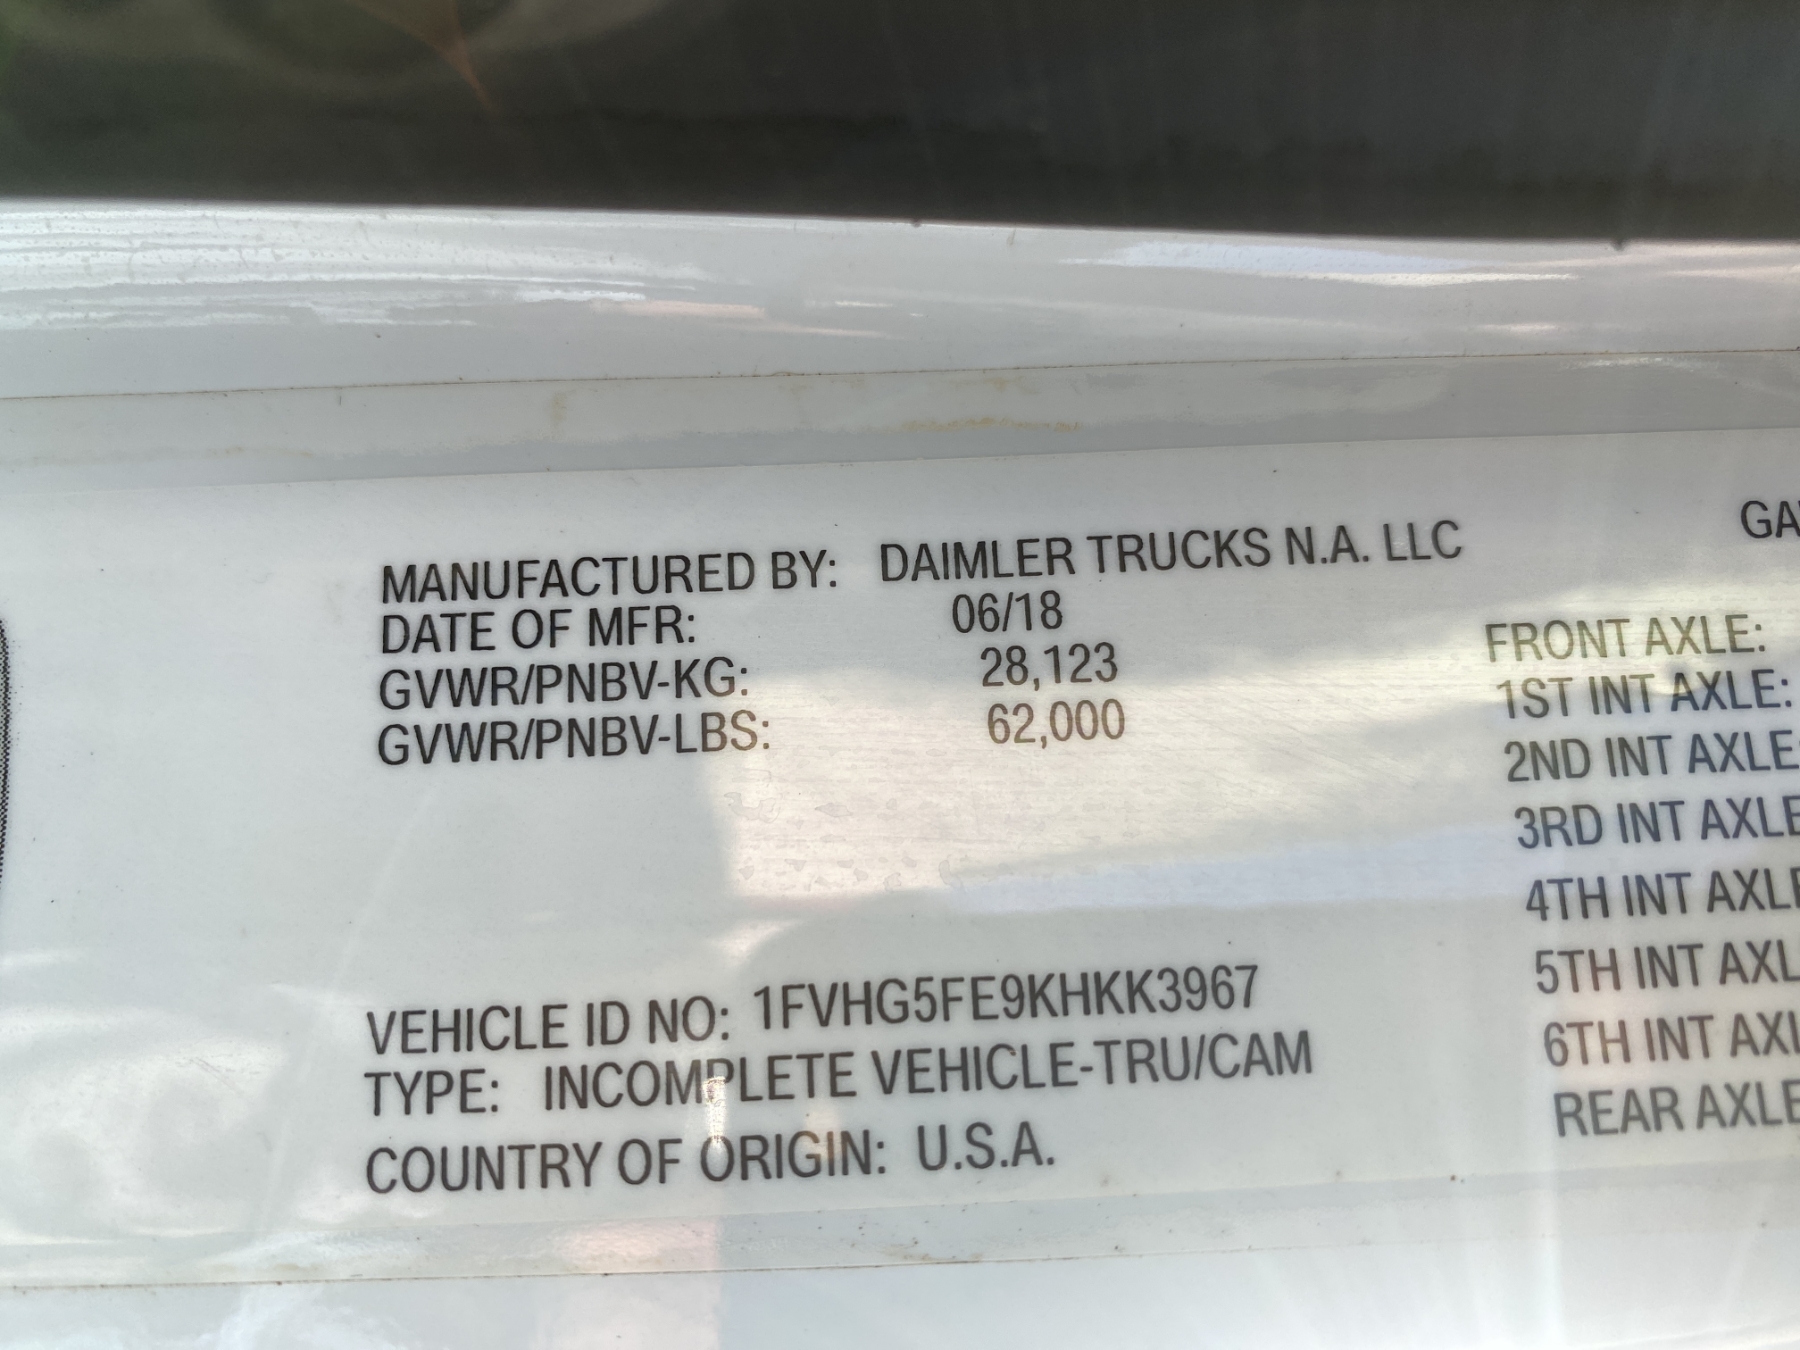 MANUFACTURED BY: DAIMLER TRUCKS N.A. LLC
DATE OF MFR: 06/18
GVWR/PNBV-KG: 28,123
GVWR/PNBV-LBS: 62,000
VEHICLE ID NO: 1FVHG5FE9KHKK3967
TYPE: INCOMPLETE VEHICLE-TRU/CAM
COUNTRY OF ORIGIN: U.S.A.
FRONT AXLE:
1ST INT AXLE:
2ND INT AXLE:
3RD INT AXLE
4TH INT AXLE
5TH INT AXL
6TH INT AXL
REAR AXLE